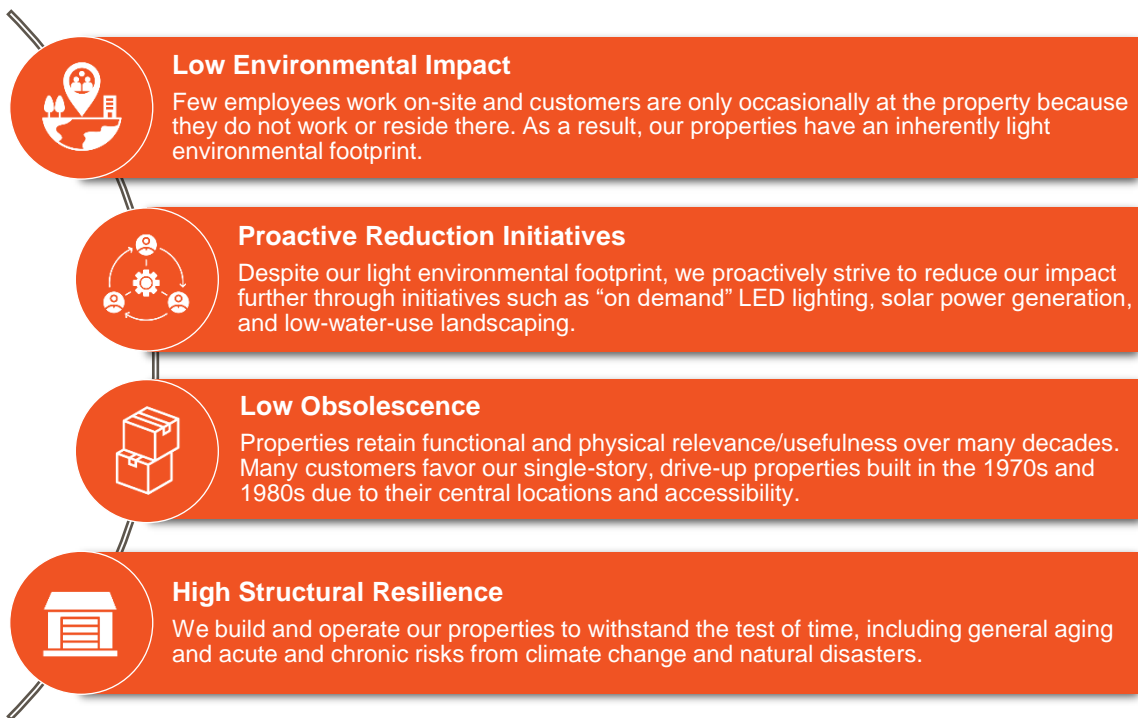 Low Environmental Impact
Few employees work on-site and customers are only occasionally at the property because
they do not work or reside there. As a result, our properties have an inherently light
environmental footprint.
Proactive Reduction Initiatives
Despite our light environmental footprint, we proactively strive to reduce our impact
further through initiatives such as “on demand” LED lighting, solar power generation,
and low-water-use landscaping.
Low Obsolescence
Properties retain functional and physical relevance/usefulness over many decades.
Many customers favor our single-story, drive-up properties built in the 1970s and
1980s due to their central locations and accessibility.
High Structural Resilience
We build and operate our properties to withstand the test of time, including general aging
and acute and chronic risks from climate change and natural disasters.